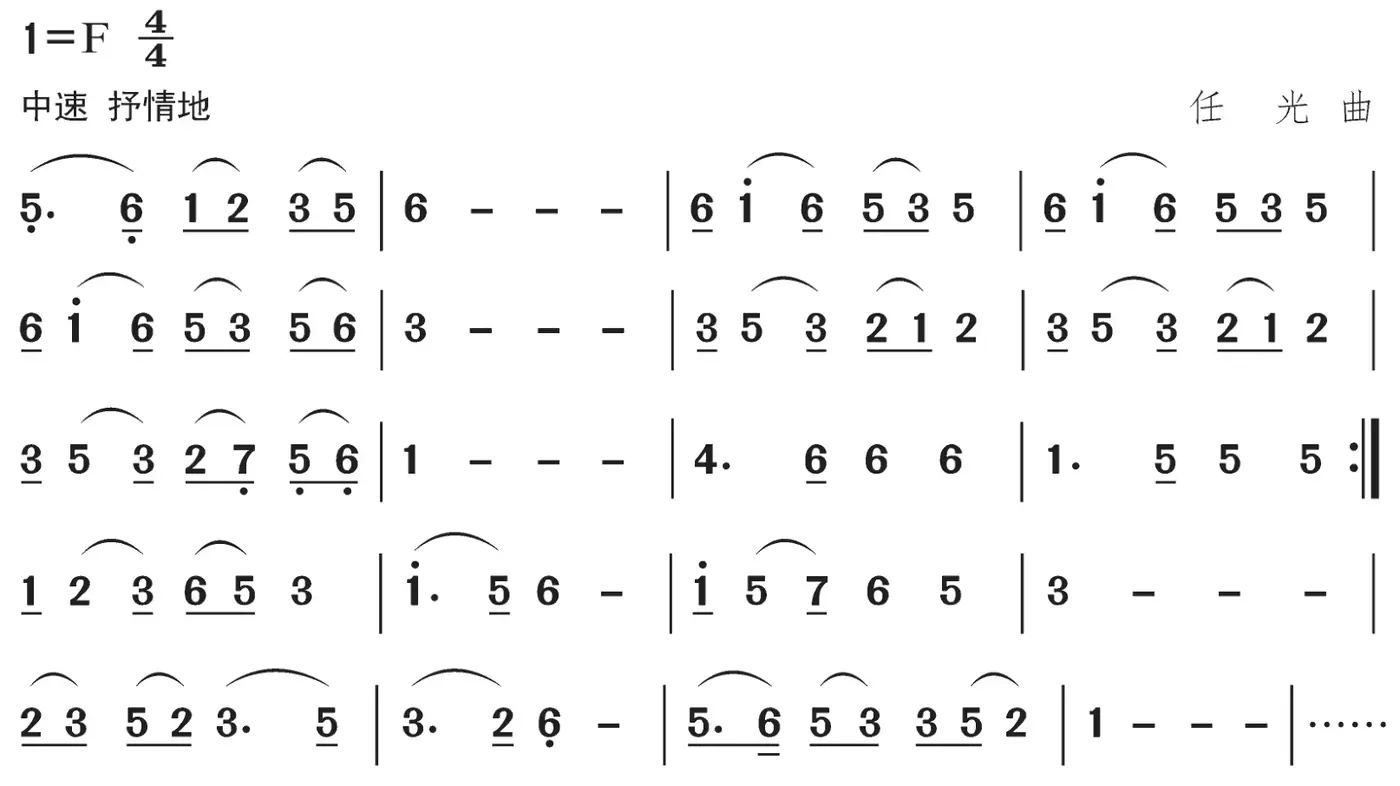 1=F 4/4
中速 抒情地
任 光 曲
5. 6 1 2 3 5 | 6 - - - | 6 i 6 5 3 5 | 6 i 6 5 3 5 |
6 i 6 5 3 5 6 | 3 - - - | 3 5 3 2 1 2 | 3 5 3 2 1 2 |
3 5 3 2 7 5 6 | 1 - - - | 4. 6 6 6 | 1. 5 5 5 :|
1 2 3 6 5 3 | i. 5 6 - | i 5 7 6 5 | 3 - - - |
2 3 5 2 3. 5 | 3. 2 6 - | 5. 6 5 3 3 5 2 | 1 - - - | ……